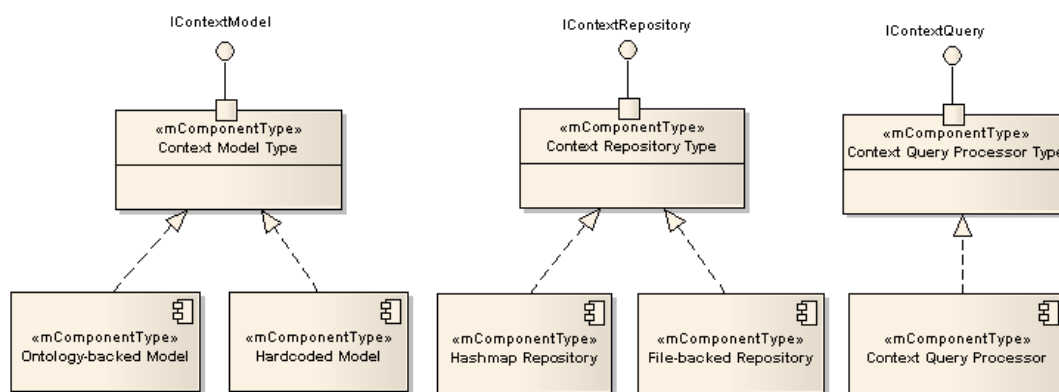 IContextModel
IContextRepository
IContextQuery
«mComponentType»
Context Model Type
«mComponentType»
Context Repository Type
«mComponentType»
Context Query Processor Type
«mComponentType»
Ontology-backed Model
«mComponentType»
Hardcoded Model
«mComponentType»
Hashmap Repository
«mComponentType»
File-backed Repository
«mComponentType»
Context Query Processor